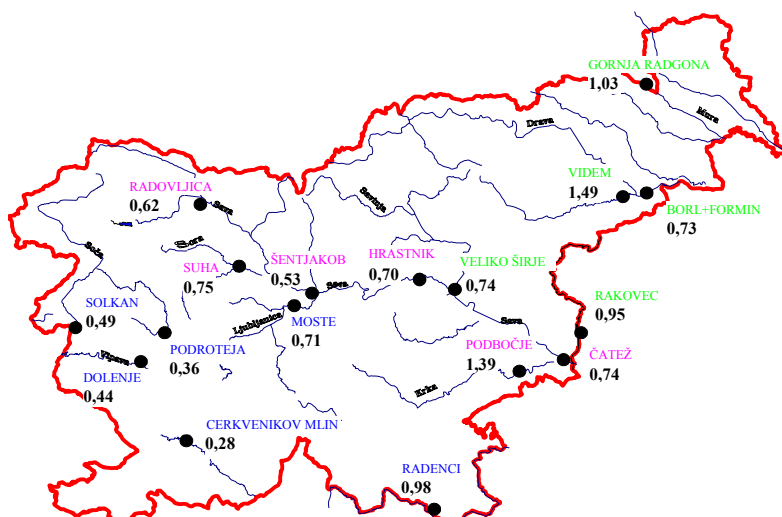 GORNJA RADGONA
1,03
Mura
Drava
VIDEM
1,49
BORL+FORMIN
0,73
RADOVLJICA
0,62
Sava
Savinja
Sora
Soča
SUHA
0,75
ŠENTJAKOB
0,53
HRASTNIK
0,70
VELIKO ŠIRJE
0,74
Sava
SOLKAN
0,49
Ljubljanica
MOSTE
0,71
Sava
RAKOVEC
0,95
PODROTEJA
0,36
Vipava
DOLENJE
0,44
PODBOČJE
1,39
ČATEŽ
0,74
Krka
CERKVENIKOV MLIN
0,28
RADENCI
0,98